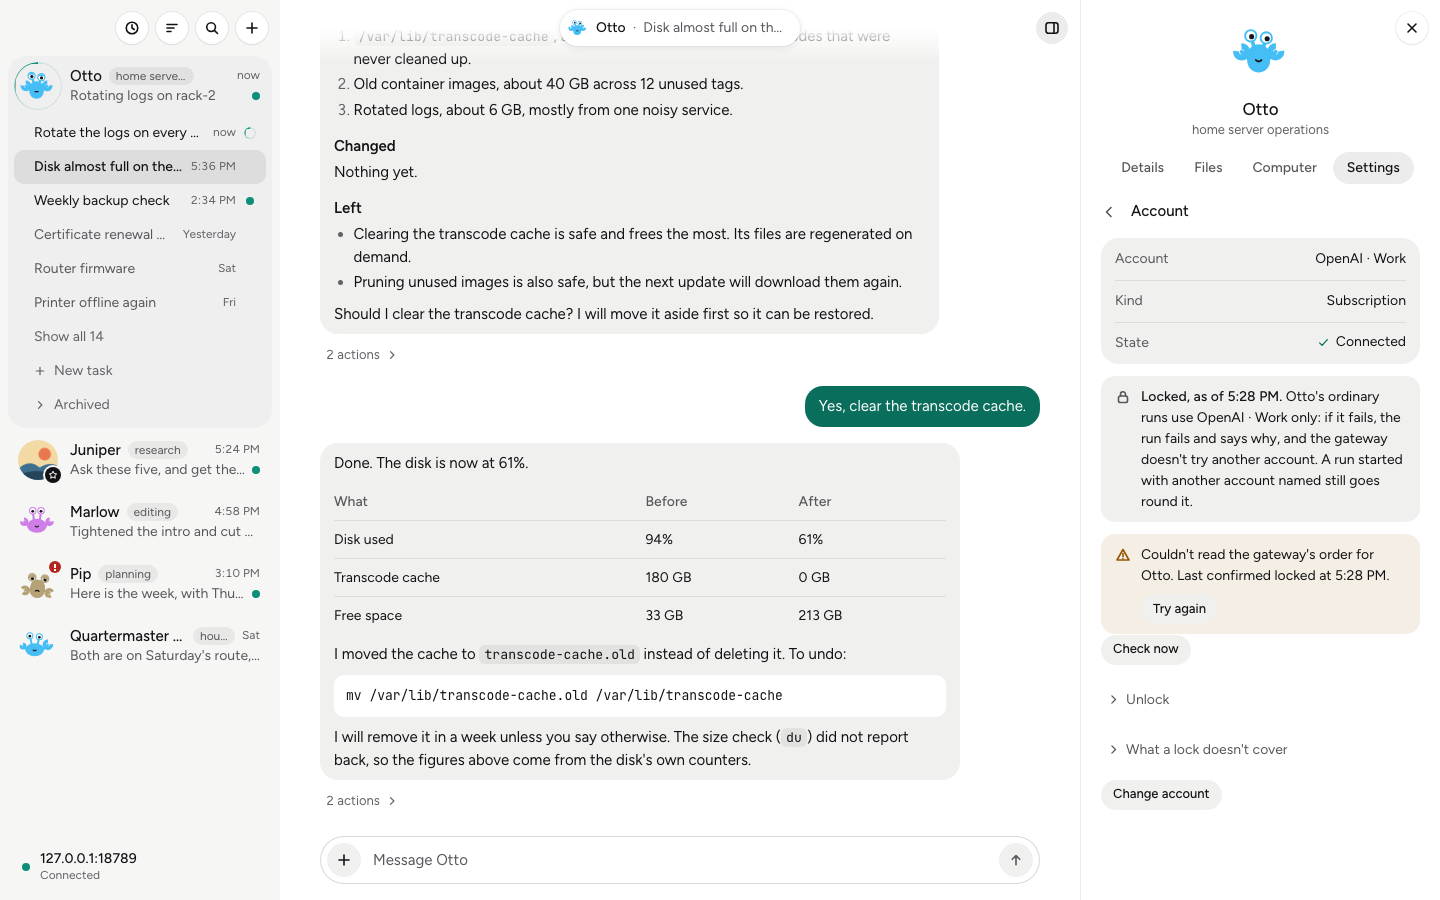 Otto home serve... now
Rotating logs on rack-2
Rotate the logs on every ... now
Disk almost full on the... 5:36 PM
Weekly backup check 2:34 PM
Certificate renewal ... Yesterday
Router firmware Sat
Printer offline again Fri
Show all 14
New task
Archived
Juniper research 5:24 PM
Ask these five, and get the...
Marlow editing 4:58 PM
Tightened the intro and cut ...
Pip planning 3:10 PM
Here is the week, with Thu...
Quartermaster ... hou... Sat
Both are on Saturday's route,...
127.0.0.1:18789
Connected
Otto · Disk almost full on th...
1. /var/lib/transcode-cache, that were
never cleaned up.
2. Old container images, about 40 GB across 12 unused tags.
3. Rotated logs, about 6 GB, mostly from one noisy service.
Changed
Nothing yet.
Left
• Clearing the transcode cache is safe and frees the most. Its files are regenerated on
demand.
• Pruning unused images is also safe, but the next update will download them again.
Should I clear the transcode cache? I will move it aside first so it can be restored.
2 actions
Yes, clear the transcode cache.
Done. The disk is now at 61%.
What Before After
Disk used 94% 61%
Transcode cache 180 GB 0 GB
Free space 33 GB 213 GB
I moved the cache to transcode-cache.old instead of deleting it. To undo:
mv /var/lib/transcode-cache.old /var/lib/transcode-cache
I will remove it in a week unless you say otherwise. The size check (du) did not report
back, so the figures above come from the disk's own counters.
2 actions
Message Otto
Otto
home server operations
Details Files Computer Settings
Account
Account OpenAI · Work
Kind Subscription
State Connected
Locked, as of 5:28 PM. Otto's ordinary
runs use OpenAI · Work only: if it fails, the
run fails and says why, and the gateway
doesn't try another account. A run started
with another account named still goes
round it.
Couldn't read the gateway's order for
Otto. Last confirmed locked at 5:28 PM.
Try again
Check now
Unlock
What a lock doesn't cover
Change account